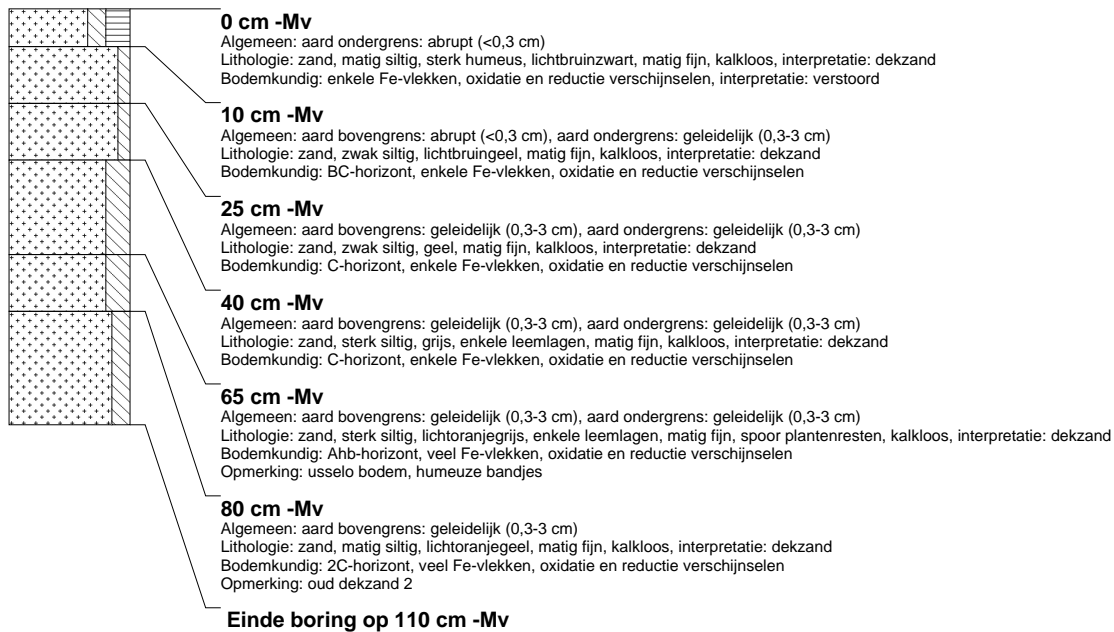 0 cm -Mv
Algemeen: aard ondergrens: abrupt (<0,3 cm)
Lithologie: zand, matig siltig, sterk humeus, lichtbruinzwart, matig fijn, kalkloos, interpretatie: dekzand
Bodemkundig: enkele Fe-vlekken, oxidatie en reductie verschijnselen, interpretatie: verstoord
10 cm -Mv
Algemeen: aard bovengrens: abrupt (<0,3 cm), aard ondergrens: geleidelijk (0,3-3 cm)
Lithologie: zand, zwak siltig, lichtbruingeel, matig fijn, kalkloos, interpretatie: dekzand
Bodemkundig: BC-horizont, enkele Fe-vlekken, oxidatie en reductie verschijnselen
25 cm -Mv
Algemeen: aard bovengrens: geleidelijk (0,3-3 cm), aard ondergrens: geleidelijk (0,3-3 cm)
Lithologie: zand, zwak siltig, geel, matig fijn, kalkloos, interpretatie: dekzand
Bodemkundig: C-horizont, enkele Fe-vlekken, oxidatie en reductie verschijnselen
40 cm -Mv
Algemeen: aard bovengrens: geleidelijk (0,3-3 cm), aard ondergrens: geleidelijk (0,3-3 cm)
Lithologie: zand, sterk siltig, grijs, enkele leemlagen, matig fijn, kalkloos, interpretatie: dekzand
Bodemkundig: C-horizont, enkele Fe-vlekken, oxidatie en reductie verschijnselen
65 cm -Mv
Algemeen: aard bovengrens: geleidelijk (0,3-3 cm), aard ondergrens: geleidelijk (0,3-3 cm)
Lithologie: zand, sterk siltig, lichtoranjegrijs, enkele leemlagen, matig fijn, spoor plantenresten, kalkloos, interpretatie: dekzand
Bodemkundig: Ahb-horizont, veel Fe-vlekken, oxidatie en reductie verschijnselen
Opmerking: usselo bodem, humeuze bandjes
80 cm -Mv
Algemeen: aard bovengrens: geleidelijk (0,3-3 cm)
Lithologie: zand, matig siltig, lichtoranjegeel, matig fijn, kalkloos, interpretatie: dekzand
Bodemkundig: 2C-horizont, veel Fe-vlekken, oxidatie en reductie verschijnselen
Opmerking: oud dekzand 2
Einde boring op 110 cm -Mv